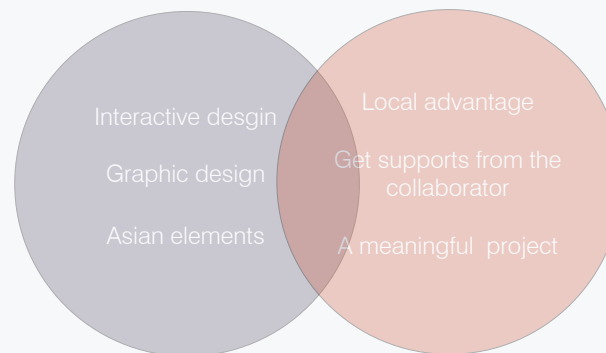 Interactive desgin
Graphic design
Asian elements
Local advantage
Get supports from the
collaborator
A meaningful project